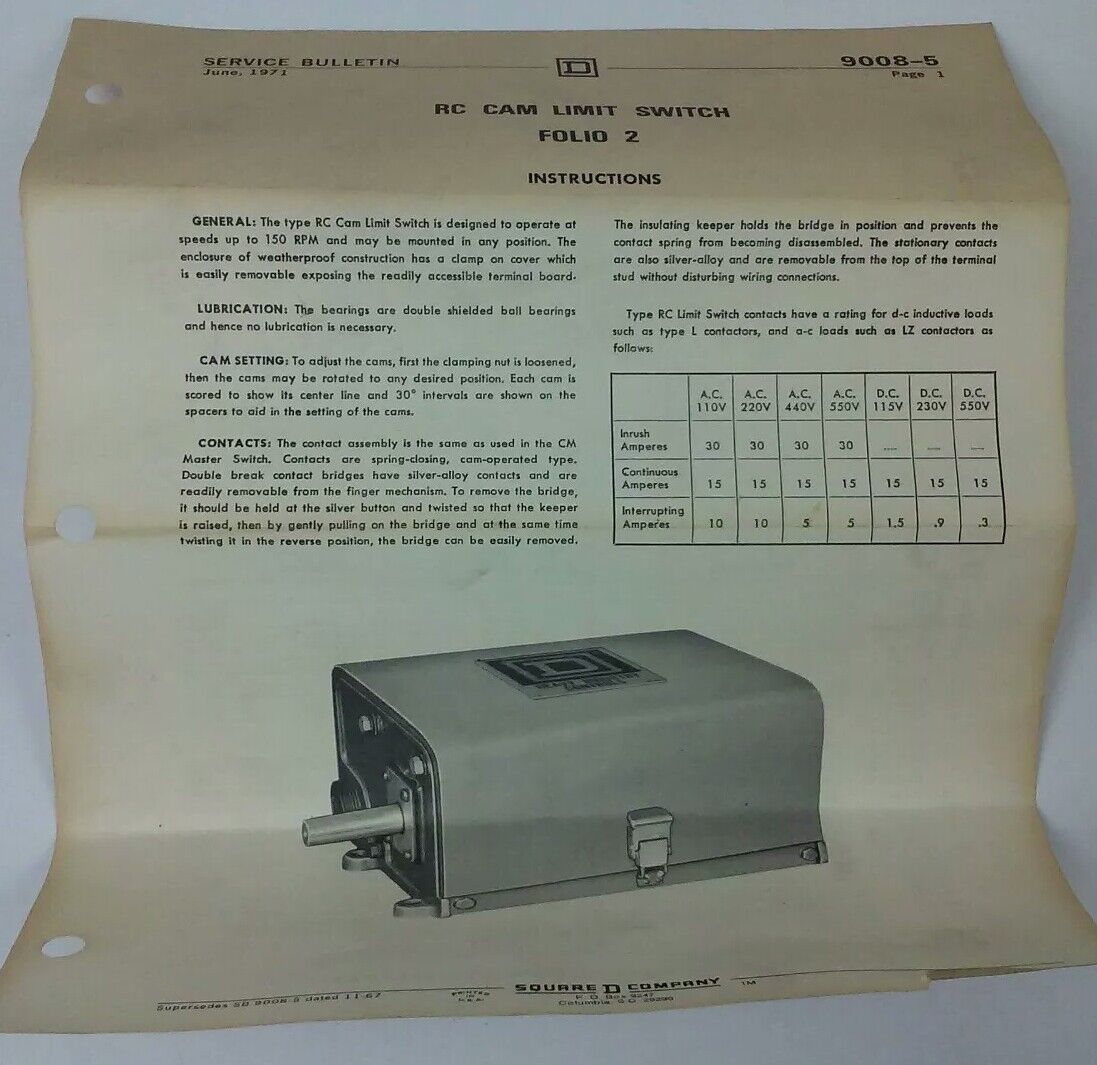 SERVICE BULLETIN
June, 1971
D
9008-5
Page 1
RC CAM LIMIT SWITCH
FOLIO 2
INSTRUCTIONS
GENERAL: The type RC Cam Limit Switch is designed to operate at
speeds up to 150 RPM and may be mounted in any position. The
enclosure of weatherproof construction has a clamp on cover which
is easily removable exposing the readily accessible terminal board.
LUBRICATION: The bearings are double shielded ball bearings
and hence no lubrication is necessary.
CAM SETTING: To adjust the cams, first the clamping nut is loosened,
then the cams may be rotated to any desired position. Each cam is
scored to show its center line and 30° intervals are shown on the
spacers to aid in the setting of the cams.
CONTACTS: The contact assembly is the same as used in the CM
Master Switch. Contacts are spring-closing, cam-operated type.
Double break contact bridges have silver-alloy contacts and are
readily removable from the finger mechanism. To remove the bridge,
it should be held at the silver button and twisted so that the keeper
is raised, then by gently pulling on the bridge and at the same time
twisting it in the reverse position, the bridge can be easily removed.
The insulating keeper holds the bridge in position and prevents the
contact spring from becoming disassembled. The stationary contacts
are also silver-alloy and are removable from the top of the terminal
stud without disturbing wiring connections.
Type RC Limit Switch contacts have a rating for d-c inductive loads
such as type L contactors, and a-c loads such as LZ contactors as
follows:
A.C. A.C. A.C. A.C. D.C. D.C. D.C.
110V 220V 440V 550V 115V 230V 550V
Inrush
Amperes 30 30 30 30 — — —
Continuous
Amperes 15 15 15 15 15 15 15
Interrupting
Amperes 10 10 5 5 1.5 .9 .3
D
Supersedes SB 9008-5 dated 11-67
PRINTED
IN
U.S.A.
SQUARE D COMPANY
1M
P. O. Box 9247
Columbia S.C. 29290